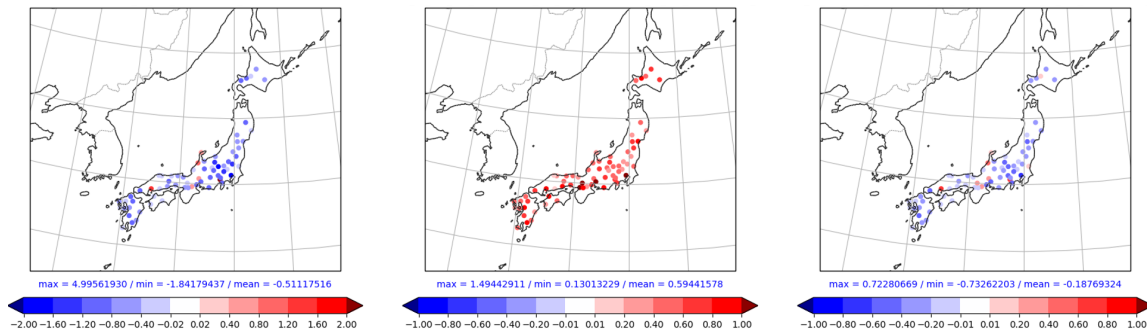 max = 4.99561930 / min = -1.84179437 / mean = -0.51117516
−2.00 −1.60 −1.20 −0.80 −0.40 −0.02 0.02 0.40 0.80 1.20 1.60 2.00
max = 1.49442911 / min = 0.13013229 / mean = 0.59441578
−1.00 −0.80 −0.60 −0.40 −0.20 −0.01 0.01 0.20 0.40 0.60 0.80 1.00
max = 0.72280669 / min = -0.73262203 / mean = -0.18769324
−1.00 −0.80 −0.60 −0.40 −0.20 −0.01 0.01 0.20 0.40 0.60 0.80 1.00